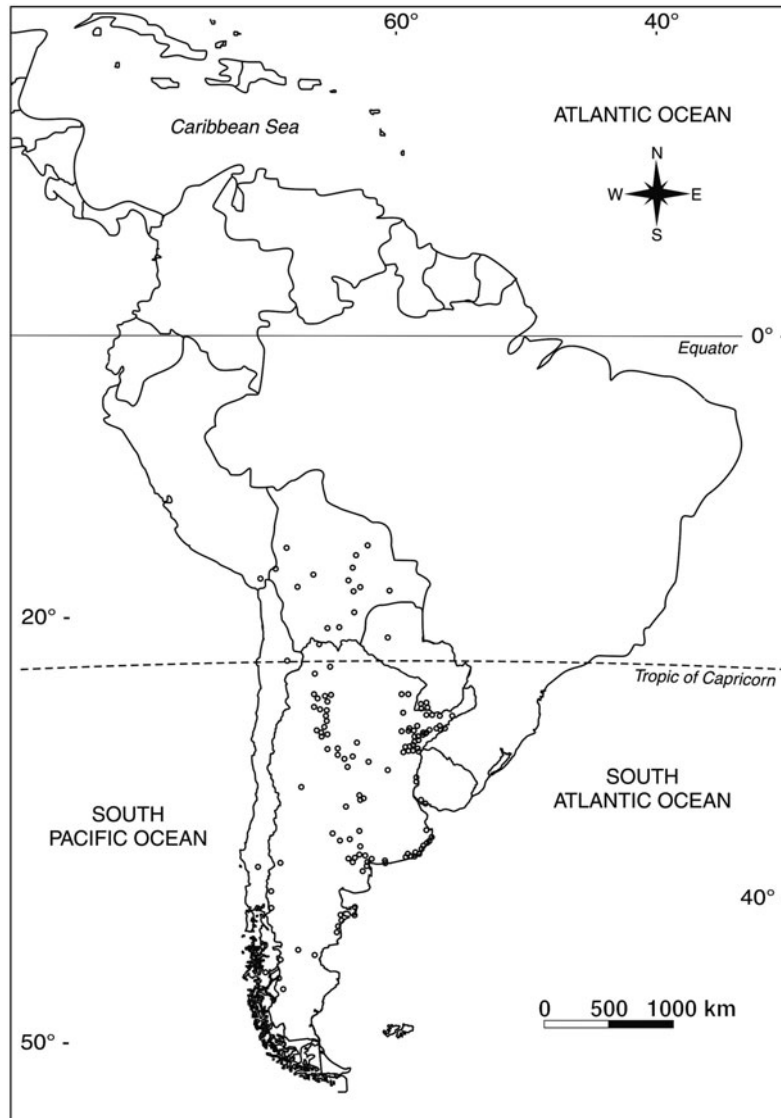 60°
40°
Caribbean Sea
ATLANTIC OCEAN
N
W
E
S
0°
Equator
20° -
Tropic of Capricorn
SOUTH
PACIFIC OCEAN
SOUTH
ATLANTIC OCEAN
40°
0 500 1000 km
50° -